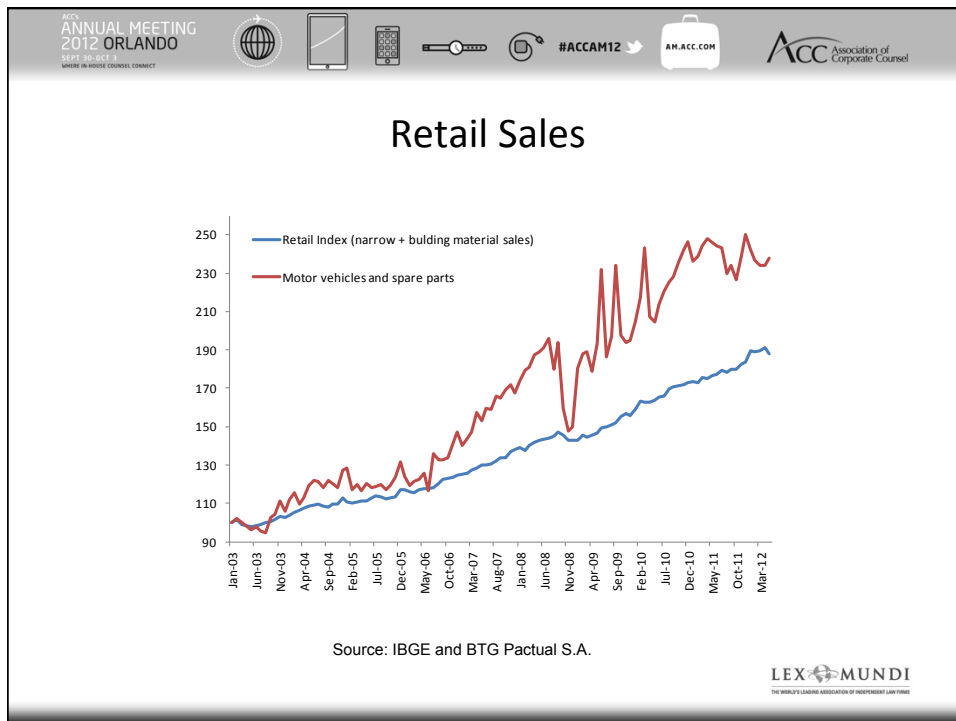 ACC's
ANNUAL MEETING
2012 ORLANDO
SEPT 30-OCT 3
WHERE IN-HOUSE COUNSEL CONNECT
#ACCAM12
AM.ACC.COM
ACC Association of
Corporate Counsel
Retail Sales
250
230
210
190
170
150
130
110
90
Retail Index (narrow + bulding material sales)
Motor vehicles and spare parts
Jan-03
Jun-03
Nov-03
Apr-04
Sep-04
Feb-05
Jul-05
Dec-05
May-06
Oct-06
Mar-07
Aug-07
Jan-08
Jun-08
Nov-08
Apr-09
Sep-09
Feb-10
Jul-10
Dec-10
May-11
Oct-11
Mar-12
Source: IBGE and BTG Pactual S.A.
LEX MUNDI
THE WORLD'S LEADING ASSOCIATION OF INDEPENDENT LAW FIRMS